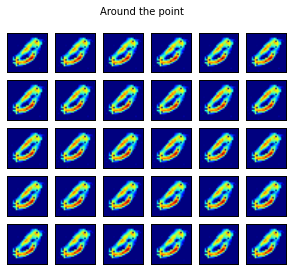 Around the point